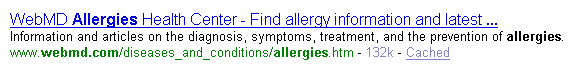 WebMD Allergies Health Center - Find allergy information and latest ...
Information and articles on the diagnosis, symptoms, treatment, and the prevention of allergies.
www.webmd.com/diseases_and_conditions/allergies.htm - 132k - Cached